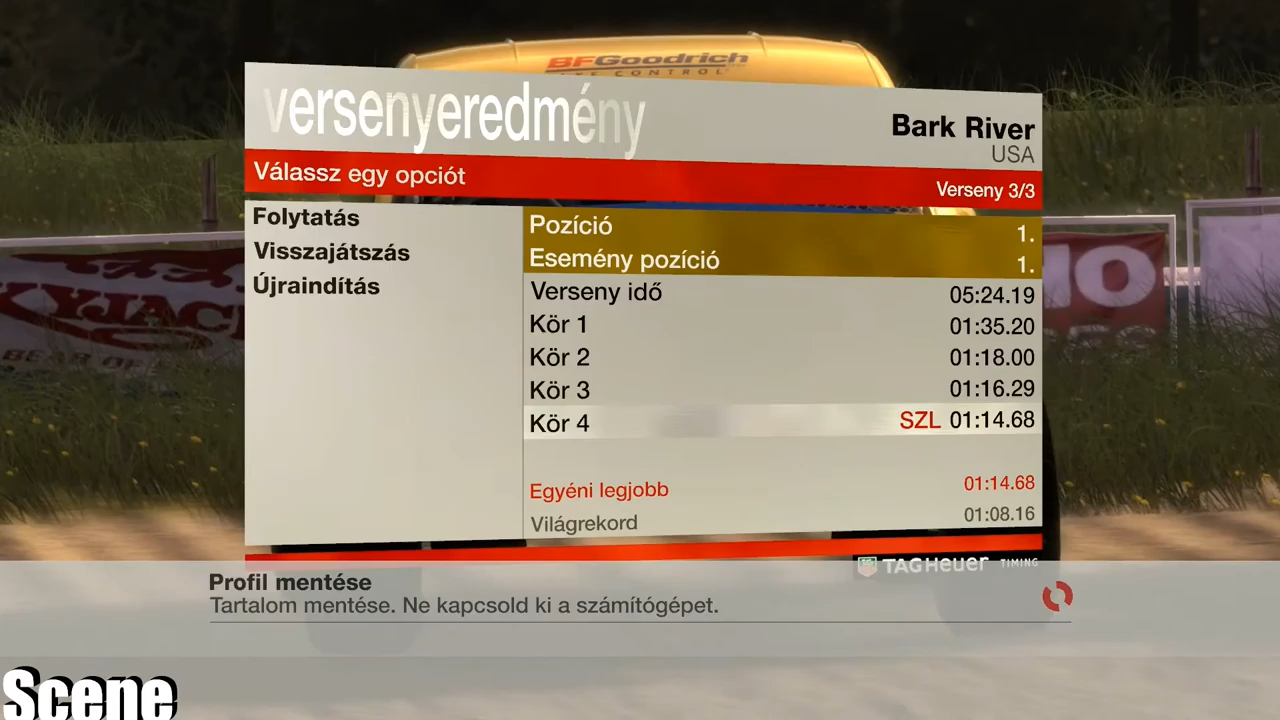 BFGoodrich
versenyeredmény
Bark River
USA
Válassz egy opciót
Verseny 3/3
Folytatás
Visszajátszás
Újraindítás
Pozíció 1.
Esemény pozíció 1.
Verseny idő 05:24.19
Kör 1 01:35.20
Kör 2 01:18.00
Kör 3 01:16.29
Kör 4 SZL 01:14.68
Egyéni legjobb 01:14.68
Világrekord 01:08.16
TAGHeuer TIMING
Profil mentése
Tartalom mentése. Ne kapcsold ki a számítógépet.
Scene